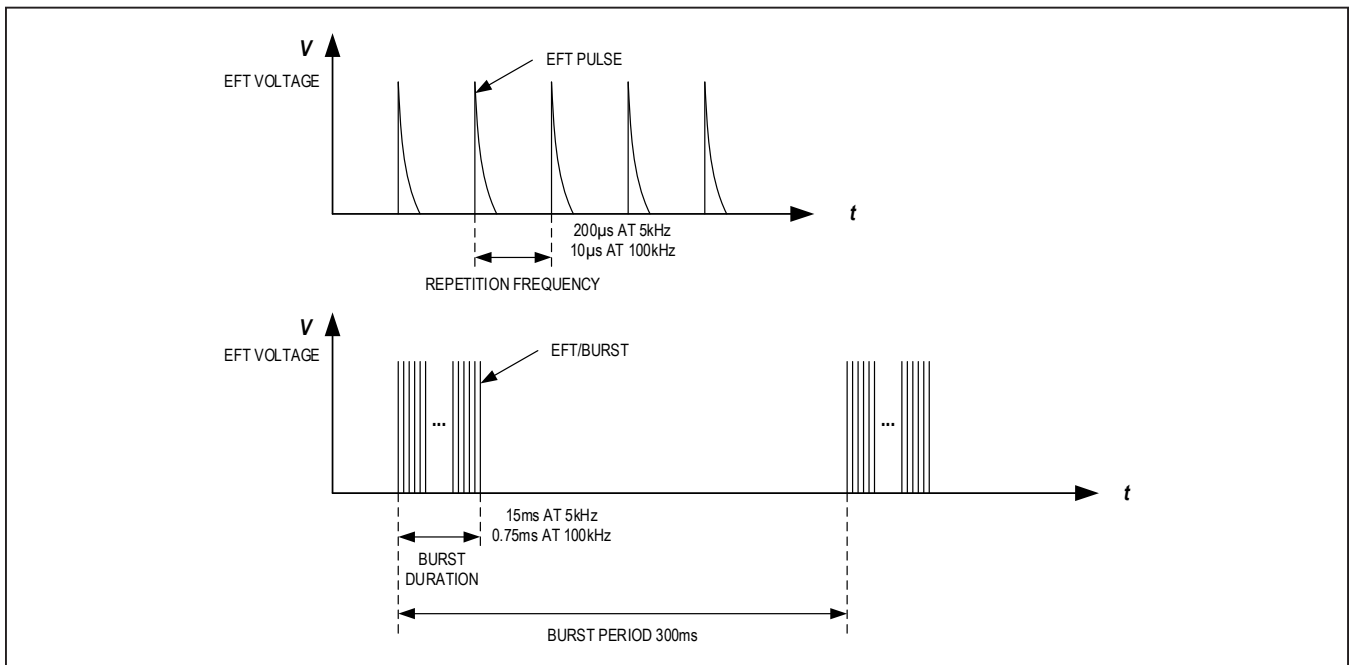 V
EFT VOLTAGE
EFT PULSE
t
200µs AT 5kHz
10µs AT 100kHz
REPETITION FREQUENCY
V
EFT VOLTAGE
EFT/BURST
...
...
t
15ms AT 5kHz
0.75ms AT 100kHz
BURST
DURATION
BURST PERIOD 300ms